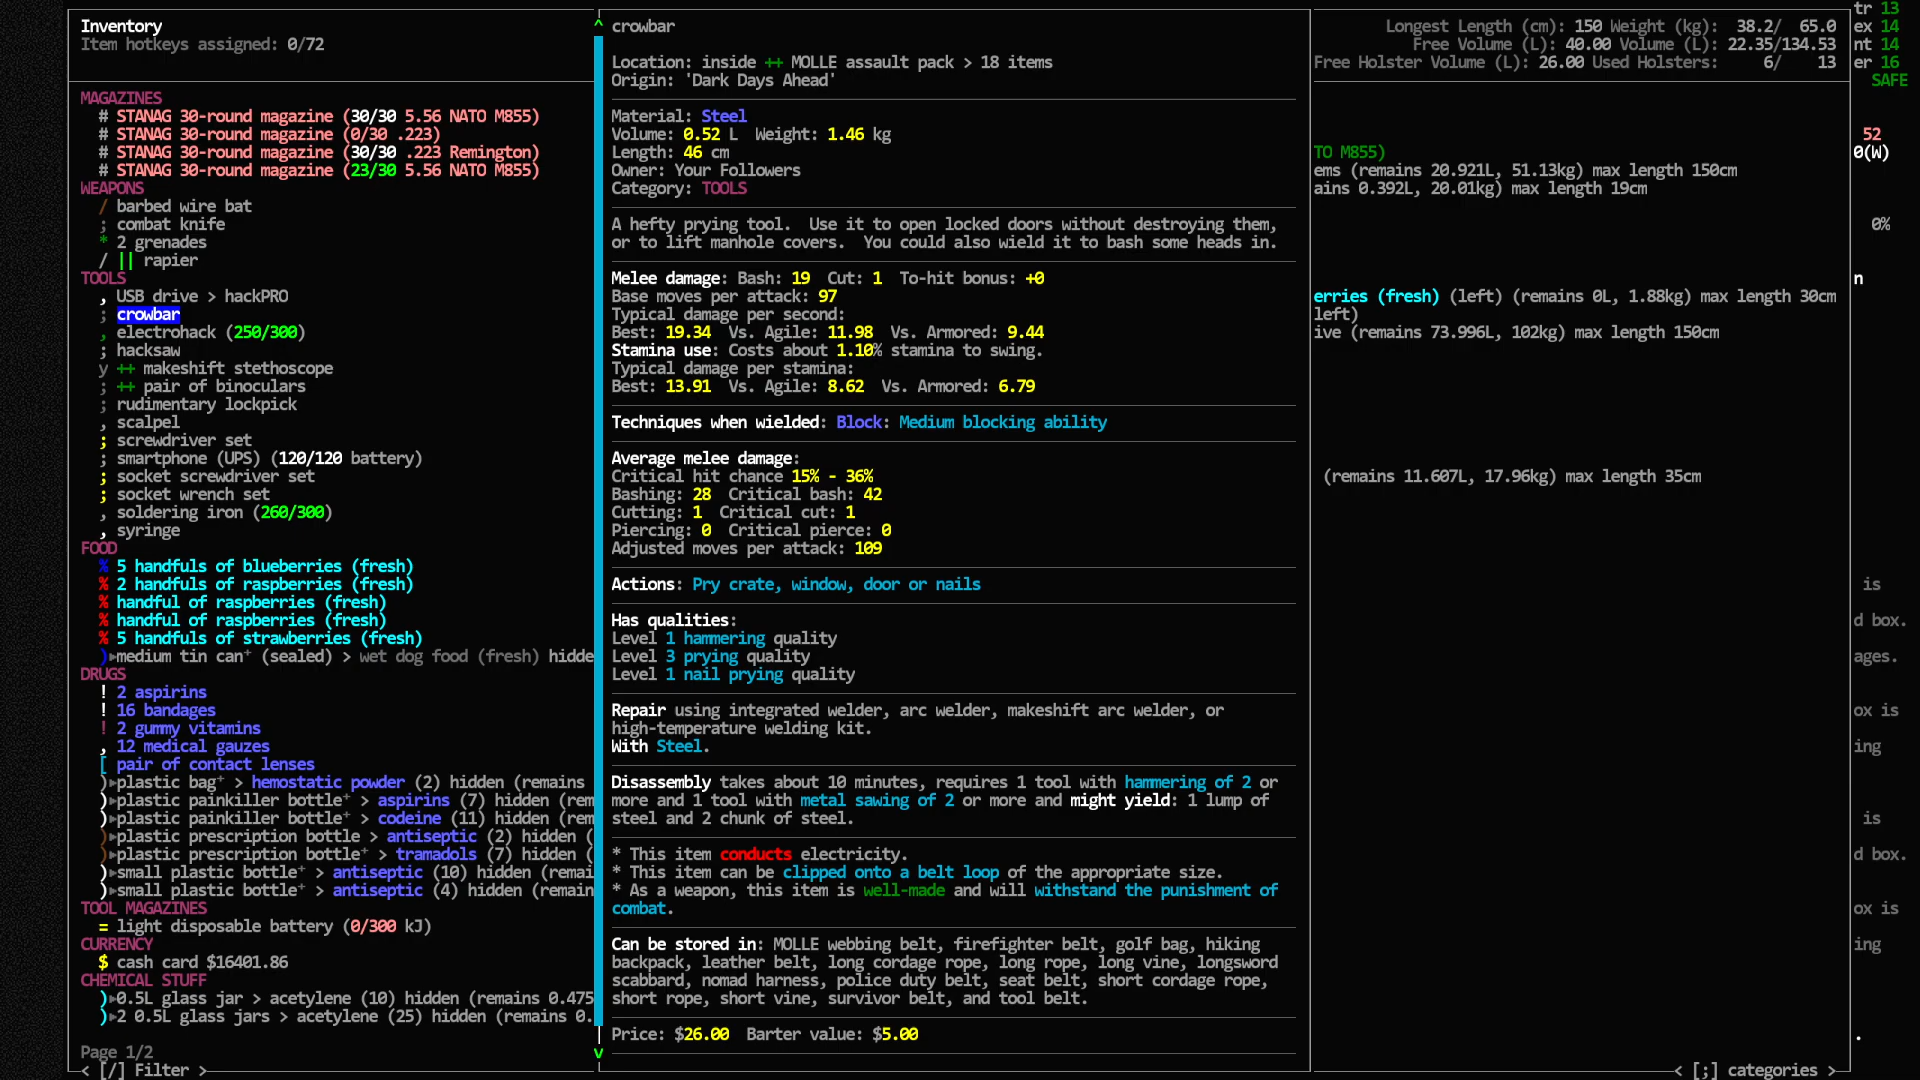 Inventory
Item hotkeys assigned: 0/72
MAGAZINES
# STANAG 30-round magazine (30/30 5.56 NATO M855)
# STANAG 30-round magazine (0/30 .223)
# STANAG 30-round magazine (30/30 .223 Remington)
# STANAG 30-round magazine (23/30 5.56 NATO M855)
WEAPONS
/ barbed wire bat
; combat knife
* 2 grenades
/ || rapier
TOOLS
, USB drive > hackPRO
; crowbar
, electrohack (250/300)
; hacksaw
y ++ makeshift stethoscope
; ++ pair of binoculars
; rudimentary lockpick
, scalpel
; screwdriver set
; smartphone (UPS) (120/120 battery)
; socket screwdriver set
; socket wrench set
, soldering iron (260/300)
, syringe
FOOD
% 5 handfuls of blueberries (fresh)
% 2 handfuls of raspberries (fresh)
% handful of raspberries (fresh)
% handful of raspberries (fresh)
% 5 handfuls of strawberries (fresh)
)▸medium tin can⁺ (sealed) > wet dog food (fresh) hidde
DRUGS
! 2 aspirins
! 16 bandages
! 2 gummy vitamins
, 12 medical gauzes
[ pair of contact lenses
)▸plastic bag⁺ > hemostatic powder (2) hidden (remains
)▸plastic painkiller bottle⁺ > aspirins (7) hidden (rem
)▸plastic painkiller bottle⁺ > codeine (11) hidden (rem
)▸plastic prescription bottle > antiseptic (2) hidden (
)▸plastic prescription bottle⁺ > tramadols (7) hidden (
)▸small plastic bottle⁺ > antiseptic (10) hidden (remai
)▸small plastic bottle⁺ > antiseptic (4) hidden (remain
TOOL MAGAZINES
= light disposable battery (0/300 kJ)
CURRENCY
$ cash card $16401.86
CHEMICAL STUFF
)▸0.5L glass jar > acetylene (10) hidden (remains 0.475
)▸2 0.5L glass jars > acetylene (25) hidden (remains 0.
Page 1/2
< [/] Filter >
^
v
crowbar
Location: inside ++ MOLLE assault pack > 18 items
Origin: 'Dark Days Ahead'
Material: Steel
Volume: 0.52 L  Weight: 1.46 kg
Length: 46 cm
Owner: Your Followers
Category: TOOLS
A hefty prying tool.  Use it to open locked doors without destroying them,
or to lift manhole covers.  You could also wield it to bash some heads in.
Melee damage: Bash: 19  Cut: 1  To-hit bonus: +0
Base moves per attack: 97
Typical damage per second:
Best: 19.34  Vs. Agile: 11.98  Vs. Armored: 9.44
Stamina use: Costs about 1.10% stamina to swing.
Typical damage per stamina:
Best: 13.91  Vs. Agile: 8.62  Vs. Armored: 6.79
Techniques when wielded: Block: Medium blocking ability
Average melee damage:
Critical hit chance 15% - 36%
Bashing: 28  Critical bash: 42
Cutting: 1  Critical cut: 1
Piercing: 0  Critical pierce: 0
Adjusted moves per attack: 109
Actions: Pry crate, window, door or nails
Has qualities:
Level 1 hammering quality
Level 3 prying quality
Level 1 nail prying quality
Repair using integrated welder, arc welder, makeshift arc welder, or
high-temperature welding kit.
With Steel.
Disassembly takes about 10 minutes, requires 1 tool with hammering of 2 or
more and 1 tool with metal sawing of 2 or more and might yield: 1 lump of
steel and 2 chunk of steel.
* This item conducts electricity.
* This item can be clipped onto a belt loop of the appropriate size.
* As a weapon, this item is well-made and will withstand the punishment of
combat.
Can be stored in: MOLLE webbing belt, firefighter belt, golf bag, hiking
backpack, leather belt, long cordage rope, long rope, long vine, longsword
scabbard, nomad harness, police duty belt, seat belt, short cordage rope,
short rope, short vine, survivor belt, and tool belt.
Price: $26.00  Barter value: $5.00
Longest Length (cm): 150 Weight (kg):  38.2/  65.0
Free Volume (L): 40.00 Volume (L): 22.35/134.53
Free Holster Volume (L): 26.00 Used Holsters:     6/     13
TO M855)
ems (remains 20.921L, 51.13kg) max length 150cm
ains 0.392L, 20.01kg) max length 19cm
erries (fresh) (left) (remains 0L, 1.88kg) max length 30cm
left)
ive (remains 73.996L, 102kg) max length 150cm
(remains 11.607L, 17.96kg) max length 35cm
< [;] categories >
tr 13
ex 14
nt 14
er 16
SAFE
52
0(W)
0%
n
is
d box.
ages.
ox is
ing
is
d box.
ox is
ing
.